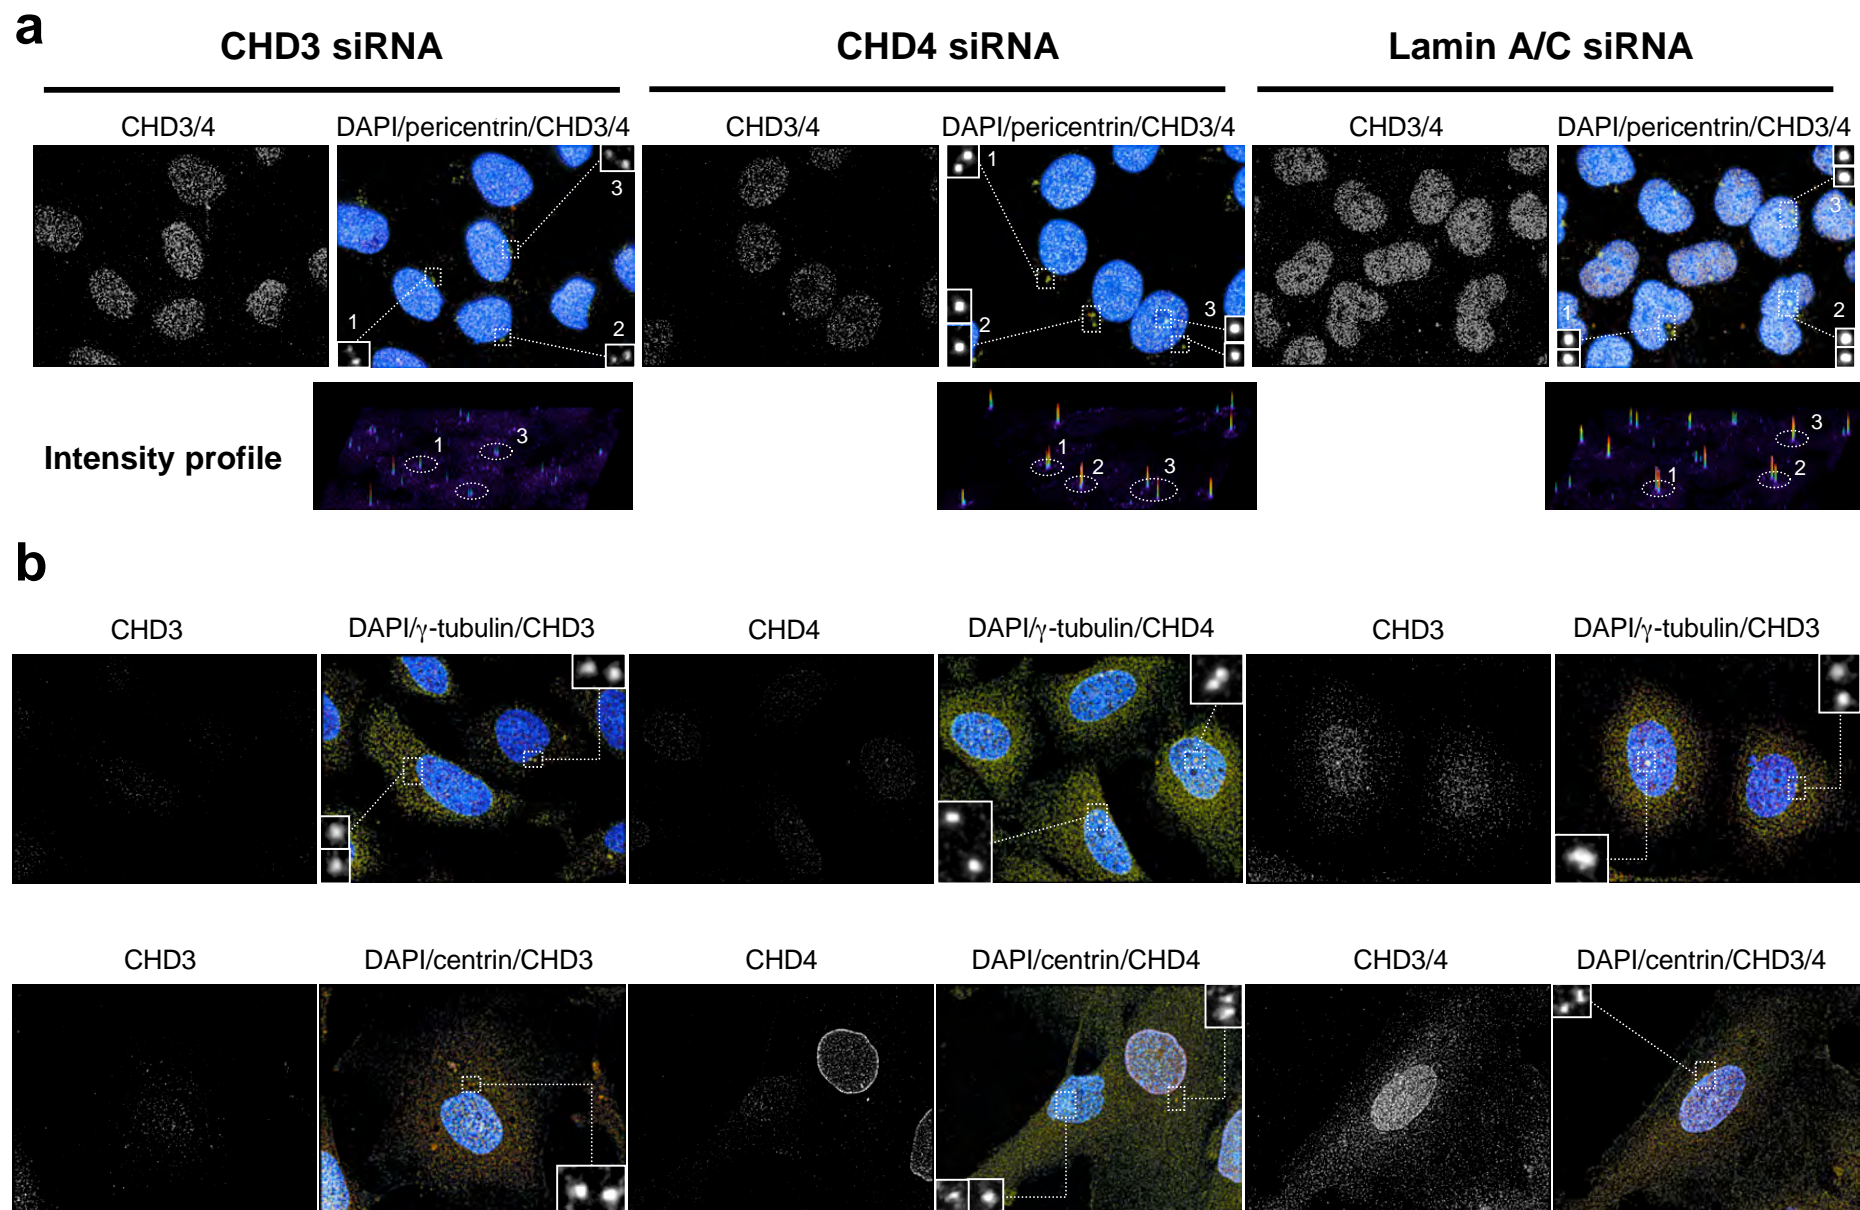 a
CHD3 siRNA
CHD4 siRNA
Lamin A/C siRNA
CHD3/4
DAPI/pericentrin/CHD3/4
CHD3/4
DAPI/pericentrin/CHD3/4
CHD3/4
DAPI/pericentrin/CHD3/4
3
1
2
1
2
3
3
1
2
Intensity profile
1
3
1
2
3
1
2
3
b
CHD3
DAPI/γ-tubulin/CHD3
CHD4
DAPI/γ-tubulin/CHD4
CHD3
DAPI/γ-tubulin/CHD3
CHD3
DAPI/centrin/CHD3
CHD4
DAPI/centrin/CHD4
CHD3/4
DAPI/centrin/CHD3/4